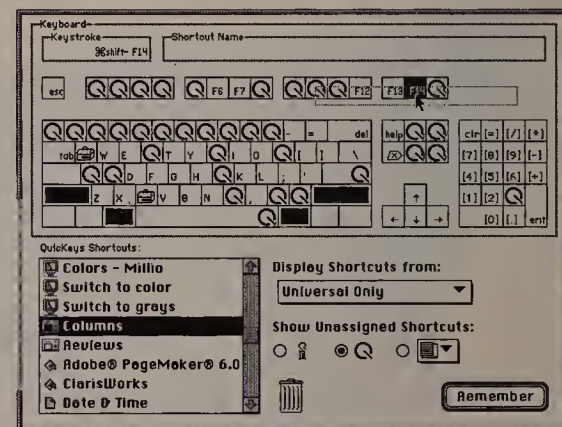 Keyboard
Keystroke
⌘shift- F14
Shortcut Name
esc F6 F7 F12 F13 F14
- = del help clr [=] [/] [*]
tab W E T Y I O [ ] \ [7] [8] [9] [-]
D F G H K L ; ' [4] [5] [6] [+]
Z X V B N , / ↑ [1] [2]
← ↓ → [0] [.] ent
QuicKeys Shortcuts:
Colors - Millio
Switch to color
Switch to grays
Columns
Reviews
Adobe® PageMaker® 6.0
ClarisWorks
Date & Time
Display Shortcuts from:
Universal Only
Show Unassigned Shortcuts:
Remember